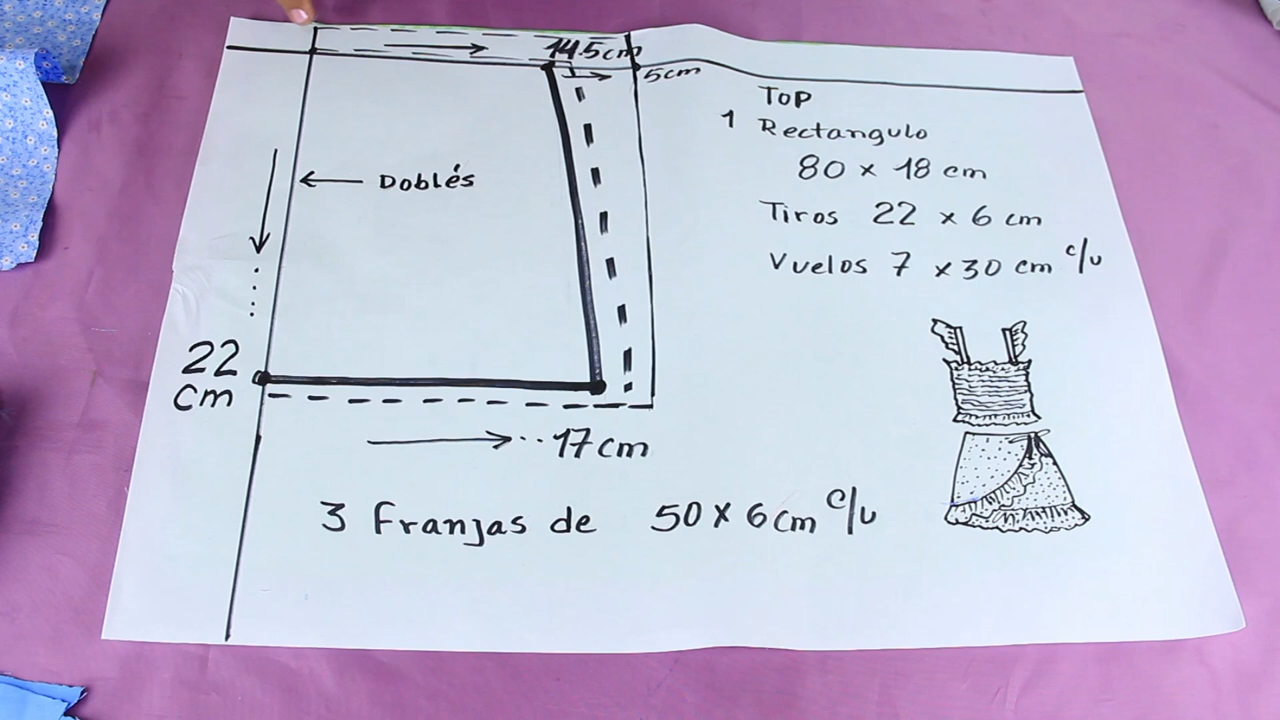 14.5cm
5cm
Doblés
22
cm
17cm
3 Franjas de 50 x 6cm c/u
TOP
1 Rectangulo
80 x 18 cm
Tiros 22 x 6 cm
Vuelos 7 x 30 cm c/u